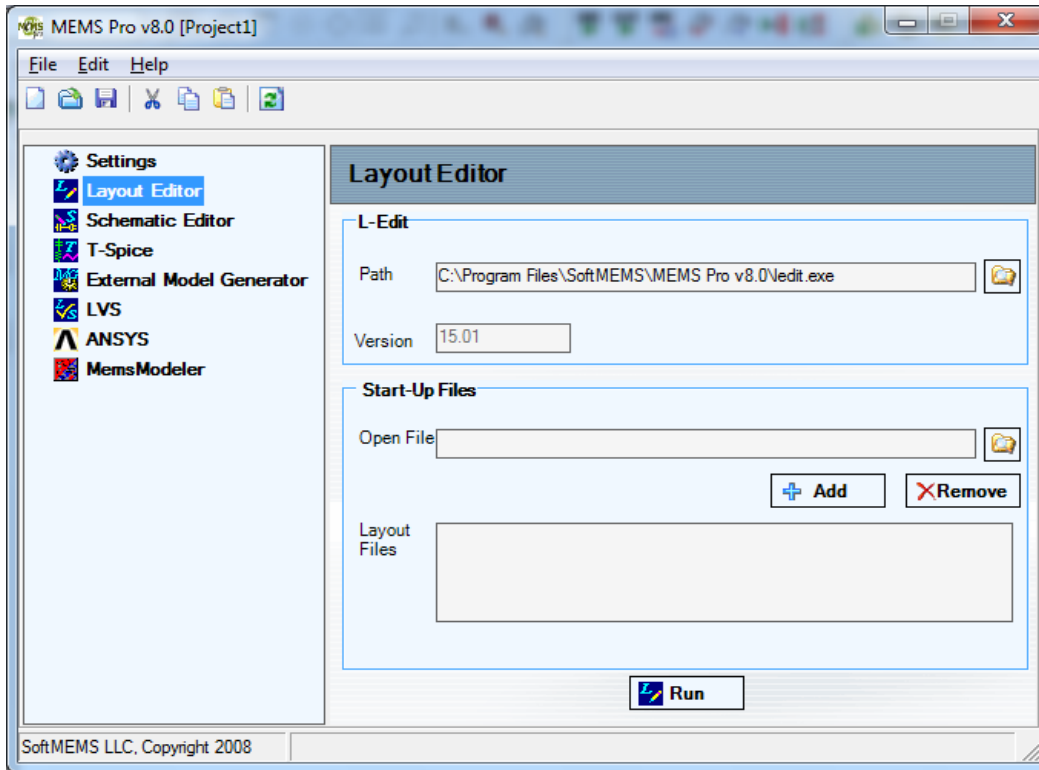 MEMS Pro v8.0 [Project1]
File Edit Help
Settings
Layout Editor
Schematic Editor
T-Spice
External Model Generator
LVS
ANSYS
MemsModeler
Layout Editor
L-Edit
Path C:\Program Files\SoftMEMS\MEMS Pro v8.0\ledit.exe
Version 15.01
Start-Up Files
Open File
Add Remove
Layout
Files
Run
SoftMEMS LLC, Copyright 2008